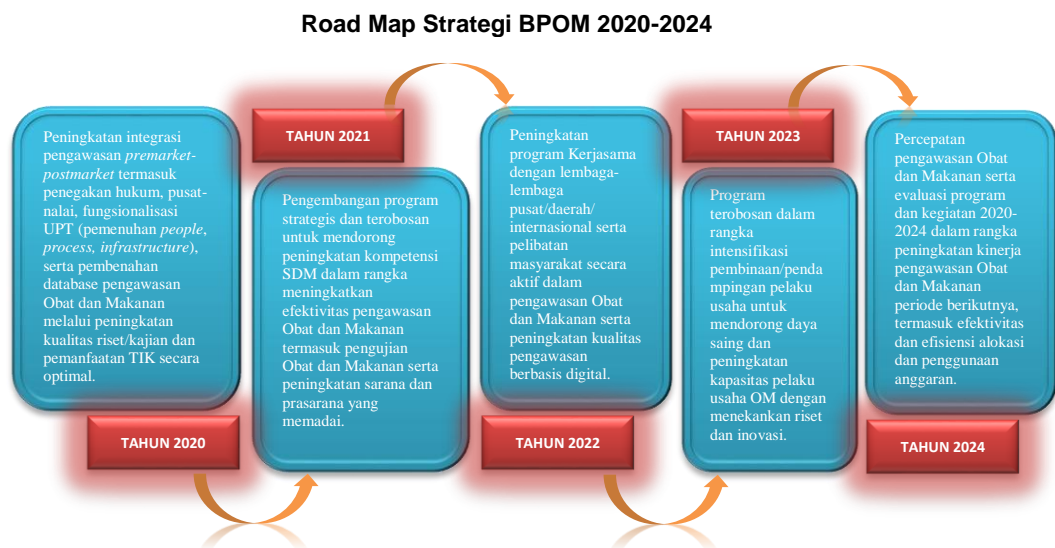 Road Map Strategi BPOM 2020-2024
Peningkatan integrasi
pengawasan premarket-
postmarket termasuk
penegakan hukum, pusat-
nalai, fungsionalisasi
UPT (pemenuhan people,
process, infrastructure),
serta pembenahan
database pengawasan
Obat dan Makanan
melalui peningkatan
kualitas riset/kajian dan
pemanfaatan TIK secara
optimal.
TAHUN 2020
TAHUN 2021
Pengembangan program
strategis dan terobosan
untuk mendorong
peningkatan kompetensi
SDM dalam rangka
meningkatkan
efektivitas pengawasan
Obat dan Makanan
termasuk pengujian
Obat dan Makanan serta
peningkatan sarana dan
prasarana yang
memadai.
Peningkatan
program Kerjasama
dengan lembaga-
lembaga
pusat/daerah/
internasional serta
pelibatan
masyarakat secara
aktif dalam
pengawasan Obat
dan Makanan serta
peningkatan kualitas
pengawasan
berbasis digital.
TAHUN 2022
TAHUN 2023
Program
terobosan dalam
rangka
intensifikasi
pembinaan/penda
mpingan pelaku
usaha untuk
mendorong daya
saing dan
peningkatan
kapasitas pelaku
usaha OM dengan
menekankan riset
dan inovasi.
Percepatan
pengawasan Obat
dan Makanan serta
evaluasi program
dan kegiatan 2020-
2024 dalam rangka
peningkatan kinerja
pengawasan Obat
dan Makanan
periode berikutnya,
termasuk efektivitas
dan efisiensi alokasi
dan penggunaan
anggaran.
TAHUN 2024